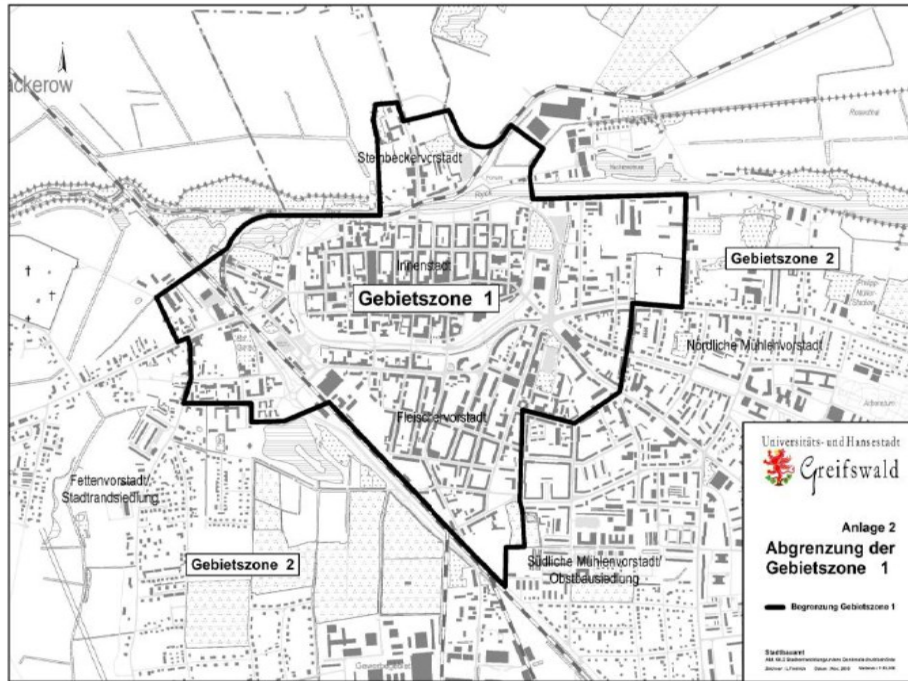 Steinbeckervorstadt
Innenstadt
Gebietszone 1
Gebietszone 2
Nördliche Mühlenvorstadt
Fleischervorstadt
Fettenvorstadt/
Stadtrandsiedlung
Gebietszone 2
Südliche Mühlenvorstadt/
Obstbausiedlung
Universitäts- und Hansestadt
Greifswald
Anlage 2
Abgrenzung der
Gebietszone 1
Begrenzung Gebietszone 1
Stadtbauamt